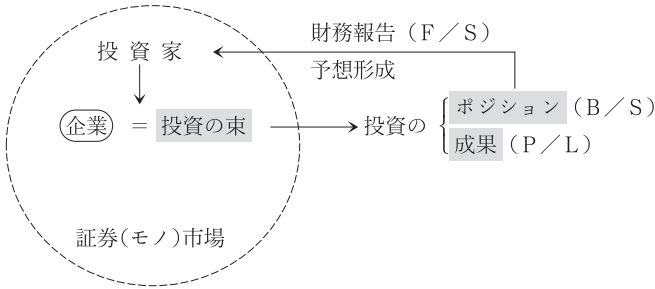 財務報告(F/S)
投資家
予想形成
企業 = 投資の束
投資の
ポジション(B/S)
成果(P/L)
証券(モノ)市場